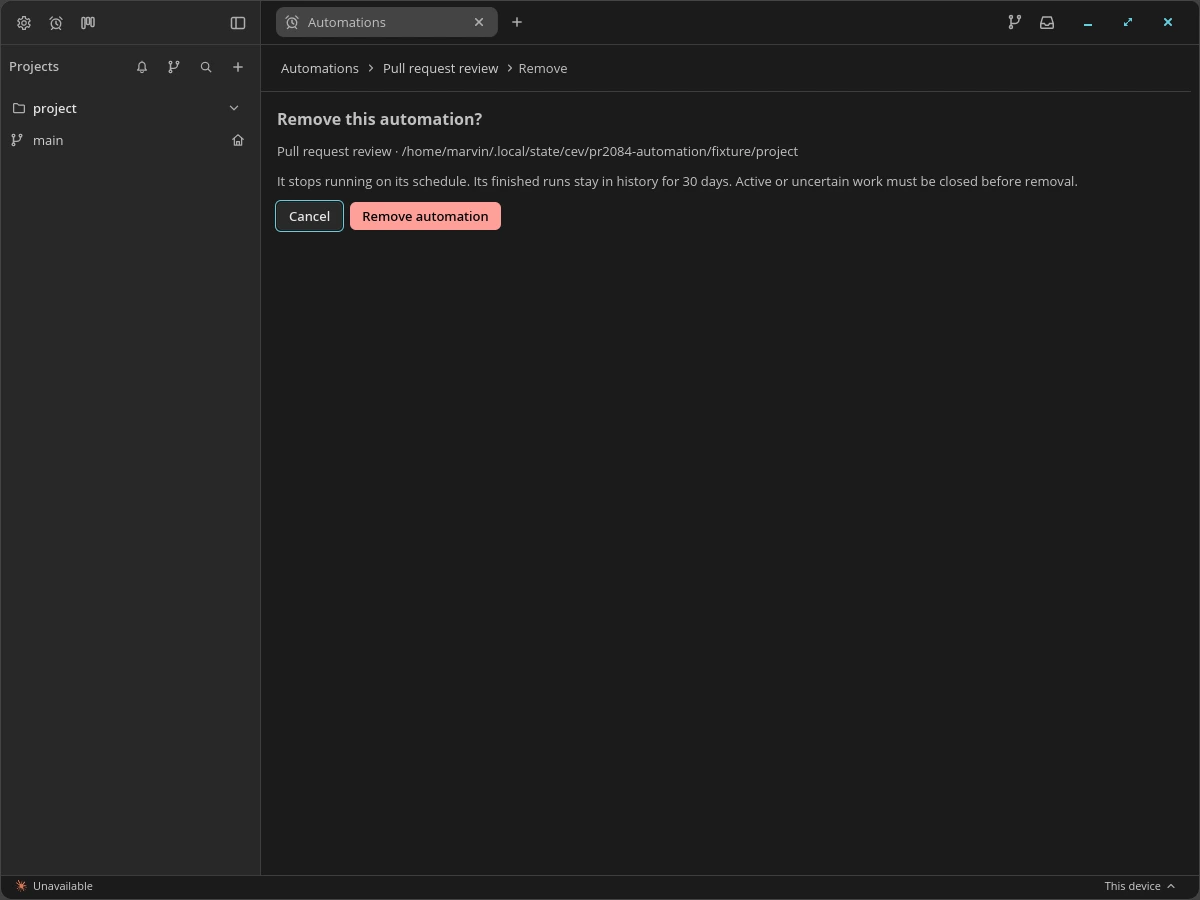 Automations
Projects
Automations > Pull request review > Remove
project
main
Remove this automation?
Pull request review · /home/marvin/.local/state/cev/pr2084-automation/fixture/project
It stops running on its schedule. Its finished runs stay in history for 30 days. Active or uncertain work must be closed before removal.
Cancel
Remove automation
Unavailable
This device